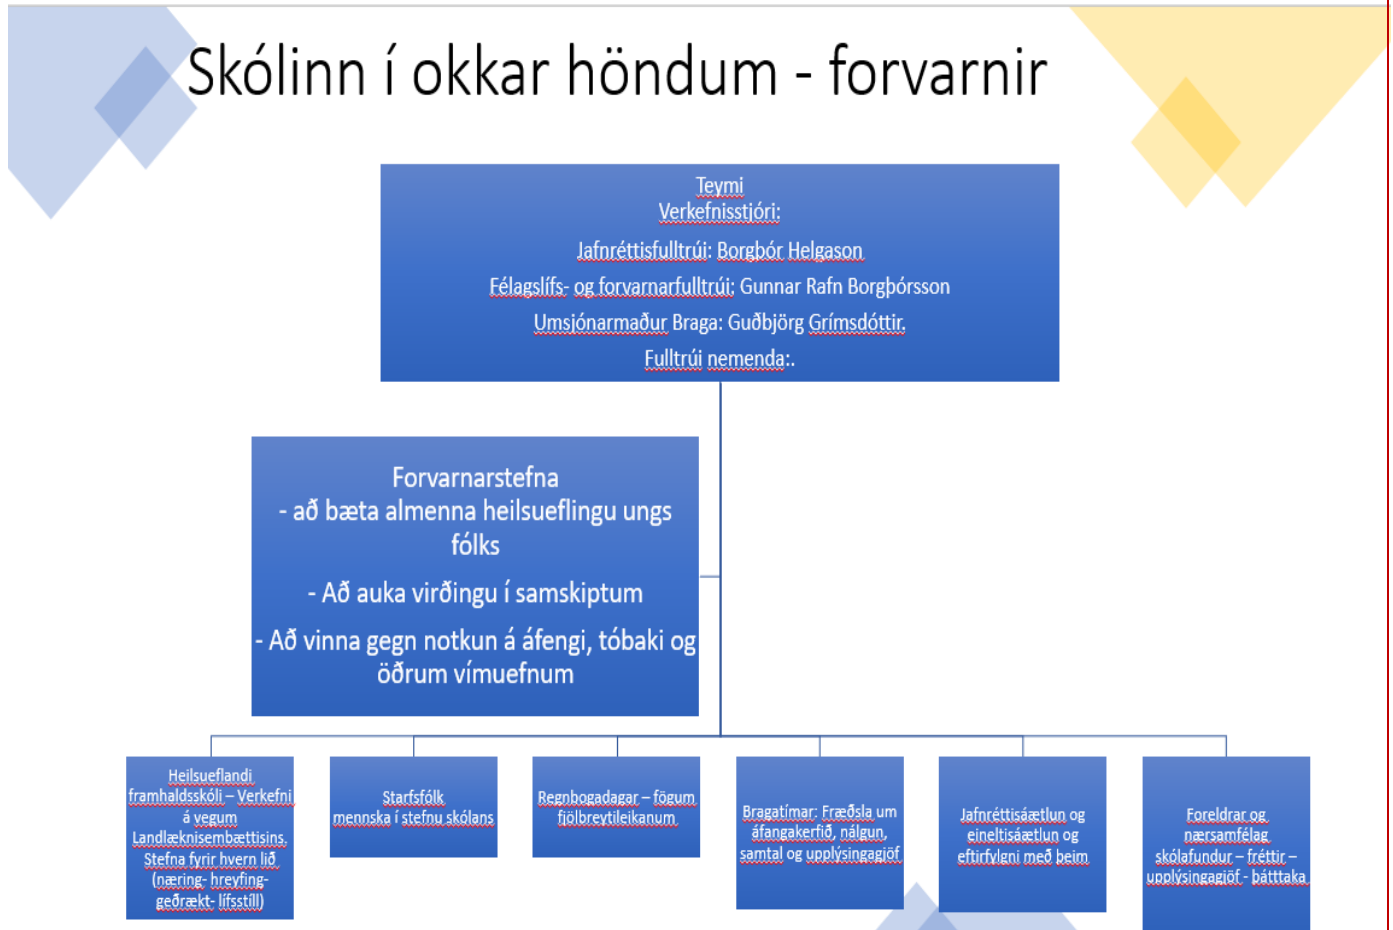 Skólinn í okkar höndum - forvarnir
Teymi
Verkefnisstjóri:
Jafnréttisfulltrúi: Borgþór Helgason
Félagslífs- og forvarnarfulltrúi; Gunnar Rafn Borgþórsson
Umsjónarmaður Braga: Guðbjörg Grímsdóttir.
Fulltrúi nemenda:.
Forvarnarstefna
- að bæta almenna heilsueflingu ungs
fólks
- Að auka virðingu í samskiptum
- Að vinna gegn notkun á áfengi, tóbaki og
öðrum vímuefnum
Heilsueflandi
framhaldsskóli – Verkefni
á vegum
Landlæknisembættisins.
Stefna fyrir hvern lið
(næring- hreyfing-
geðrækt- lífsstíll)
Starfsfólk
mennska í stefnu skólans
Regnbogadagar – fögum
fjölbreytileikanum
Bragatímar: Fræðsla um
áfangakerfið, nálgun,
samtal og upplýsingagjöf
Jafnréttisáætlun og
eineltisáætlun og
eftirfylgni með þeim
Foreldrar og
nærsamfélag
skólafundur – fréttir –
upplýsingagjöf - þátttaka